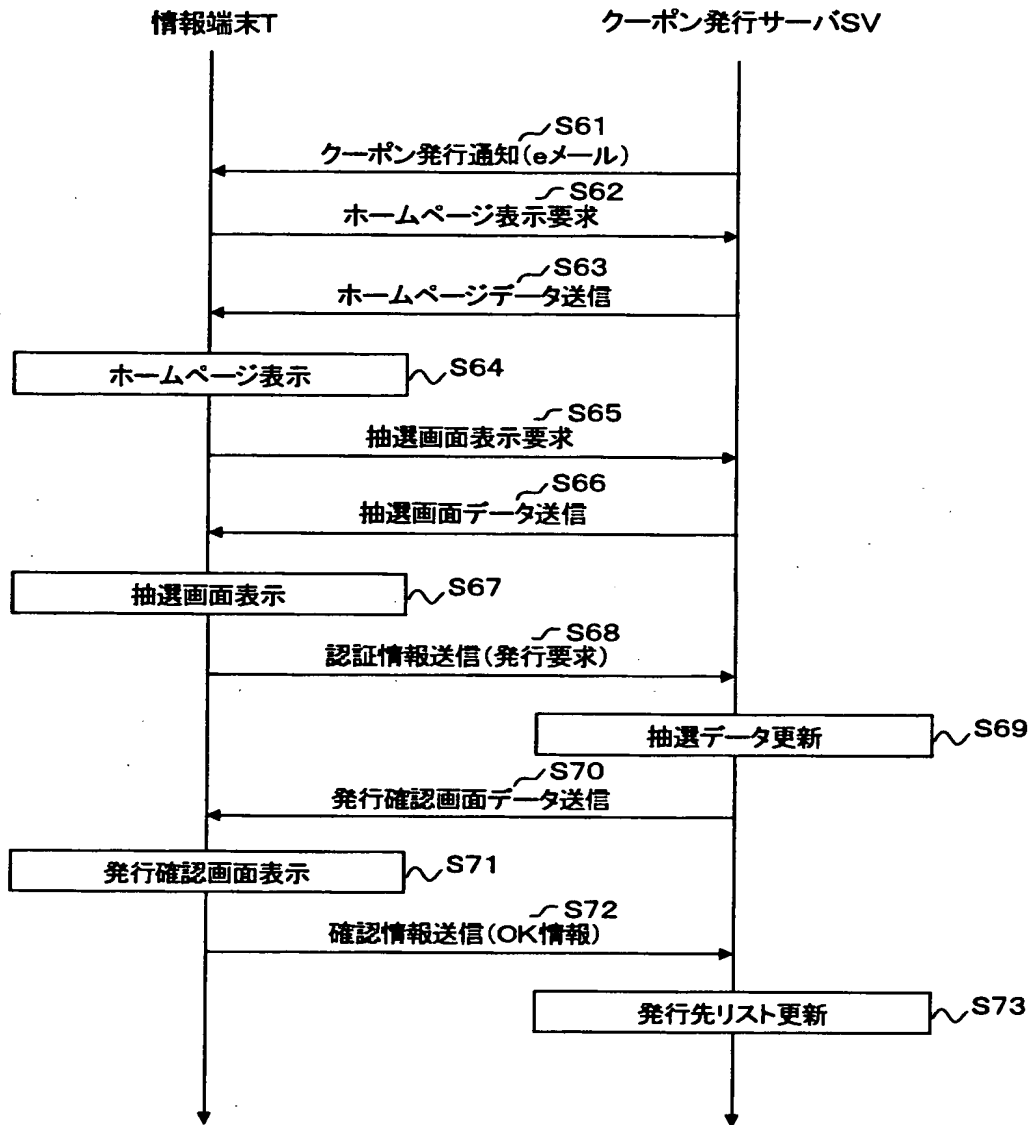 情報端末T
クーポン発行サーバSV
S61
クーポン発行通知(eメール)
S62
ホームページ表示要求
S63
ホームページデータ送信
ホームページ表示
S64
S65
抽選画面表示要求
S66
抽選画面データ送信
抽選画面表示
S67
S68
認証情報送信(発行要求)
抽選データ更新
S69
S70
発行確認画面データ送信
発行確認画面表示
S71
S72
確認情報送信(OK情報)
発行先リスト更新
S73